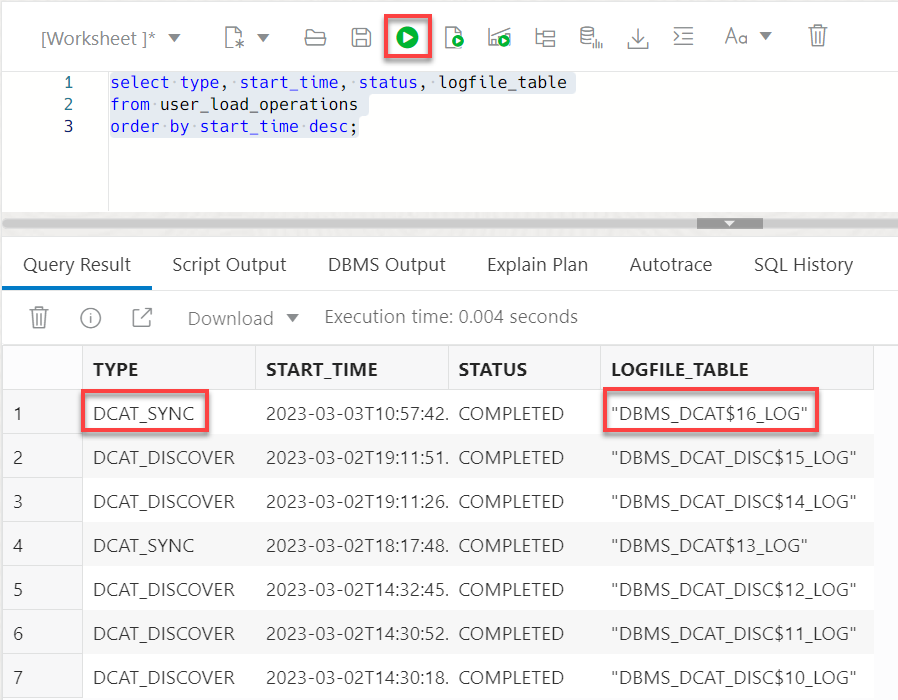 [Worksheet ]*
Aa
1 select type, start_time, status, logfile_table
2 from user_load_operations
3 order by start_time desc;
Query Result Script Output DBMS Output Explain Plan Autotrace SQL History
Download Execution time: 0.004 seconds
TYPE START_TIME STATUS LOGFILE_TABLE
1 DCAT_SYNC 2023-03-03T10:57:42. COMPLETED "DBMS_DCAT$16_LOG"
2 DCAT_DISCOVER 2023-03-02T19:11:51. COMPLETED "DBMS_DCAT_DISC$15_LOG"
3 DCAT_DISCOVER 2023-03-02T19:11:26. COMPLETED "DBMS_DCAT_DISC$14_LOG"
4 DCAT_SYNC 2023-03-02T18:17:48. COMPLETED "DBMS_DCAT$13_LOG"
5 DCAT_DISCOVER 2023-03-02T14:32:45. COMPLETED "DBMS_DCAT_DISC$12_LOG"
6 DCAT_DISCOVER 2023-03-02T14:30:52. COMPLETED "DBMS_DCAT_DISC$11_LOG"
7 DCAT_DISCOVER 2023-03-02T14:30:18. COMPLETED "DBMS_DCAT_DISC$10_LOG"